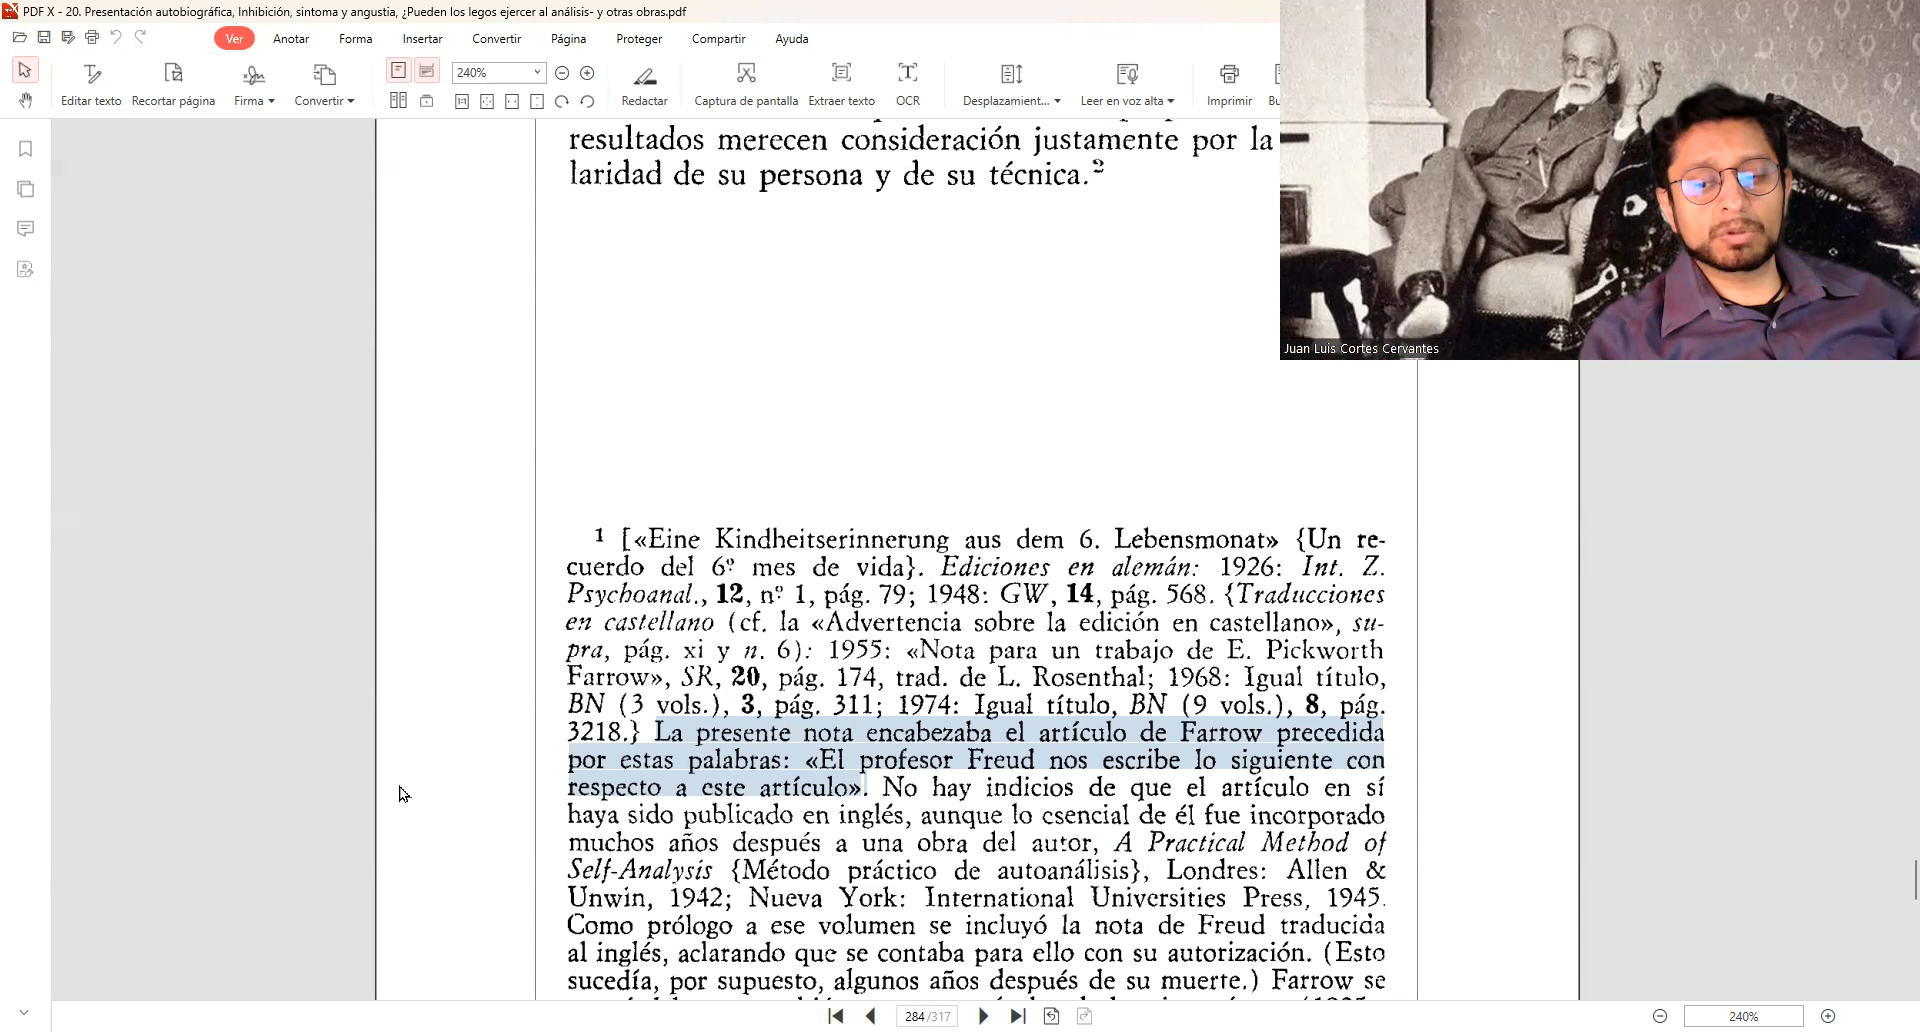 PDF X - 20. Presentación autobiográfica, Inhibición, sintoma y angustia, ¿Pueden los legos ejercer al análisis- y otras obras.pdf
Ver Anotar Forma Insertar Convertir Página Proteger Compartir Ayuda
240%
Editar texto Recortar página Firma Convertir Redactar Captura de pantalla Extraer texto OCR Desplazamient... Leer en voz alta Imprimir Bu
resultados merecen consideración justamente por la
laridad de su persona y de su técnica.²
Juan Luis Cortes Cervantes
1 [«Eine Kindheitserinnerung aus dem 6. Lebensmonat» {Un re-
cuerdo del 6º mes de vida}. Ediciones en alemán: 1926: Int. Z.
Psychoanal., 12, nº 1, pág. 79; 1948: GW, 14, pág. 568. {Traducciones
en castellano (cf. la «Advertencia sobre la edición en castellano», su-
pra, pág. xi y n. 6): 1955: «Nota para un trabajo de E. Pickworth
Farrow», SR, 20, pág. 174, trad. de L. Rosenthal; 1968: Igual título,
BN (3 vols.), 3, pág. 311; 1974: Igual título, BN (9 vols.), 8, pág.
3218.} La presente nota encabezaba el artículo de Farrow precedida
por estas palabras: «El profesor Freud nos escribe lo siguiente con
respecto a este artículo». No hay indicios de que el artículo en sí
haya sido publicado en inglés, aunque lo esencial de él fue incorporado
muchos años después a una obra del autor, A Practical Method of
Self-Analysis {Método práctico de autoanálisis}, Londres: Allen &
Unwin, 1942; Nueva York: International Universities Press, 1945.
Como prólogo a ese volumen se incluyó la nota de Freud traducida
al inglés, aclarando que se contaba para ello con su autorización. (Esto
sucedía, por supuesto, algunos años después de su muerte.) Farrow se
284/317
240%